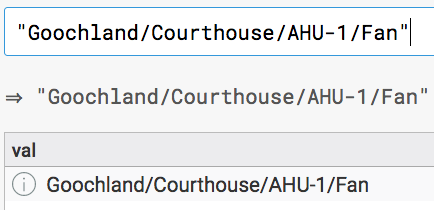 "Goochland/Courthouse/AHU-1/Fan"
⇒ "Goochland/Courthouse/AHU-1/Fan"
val
Goochland/Courthouse/AHU-1/Fan